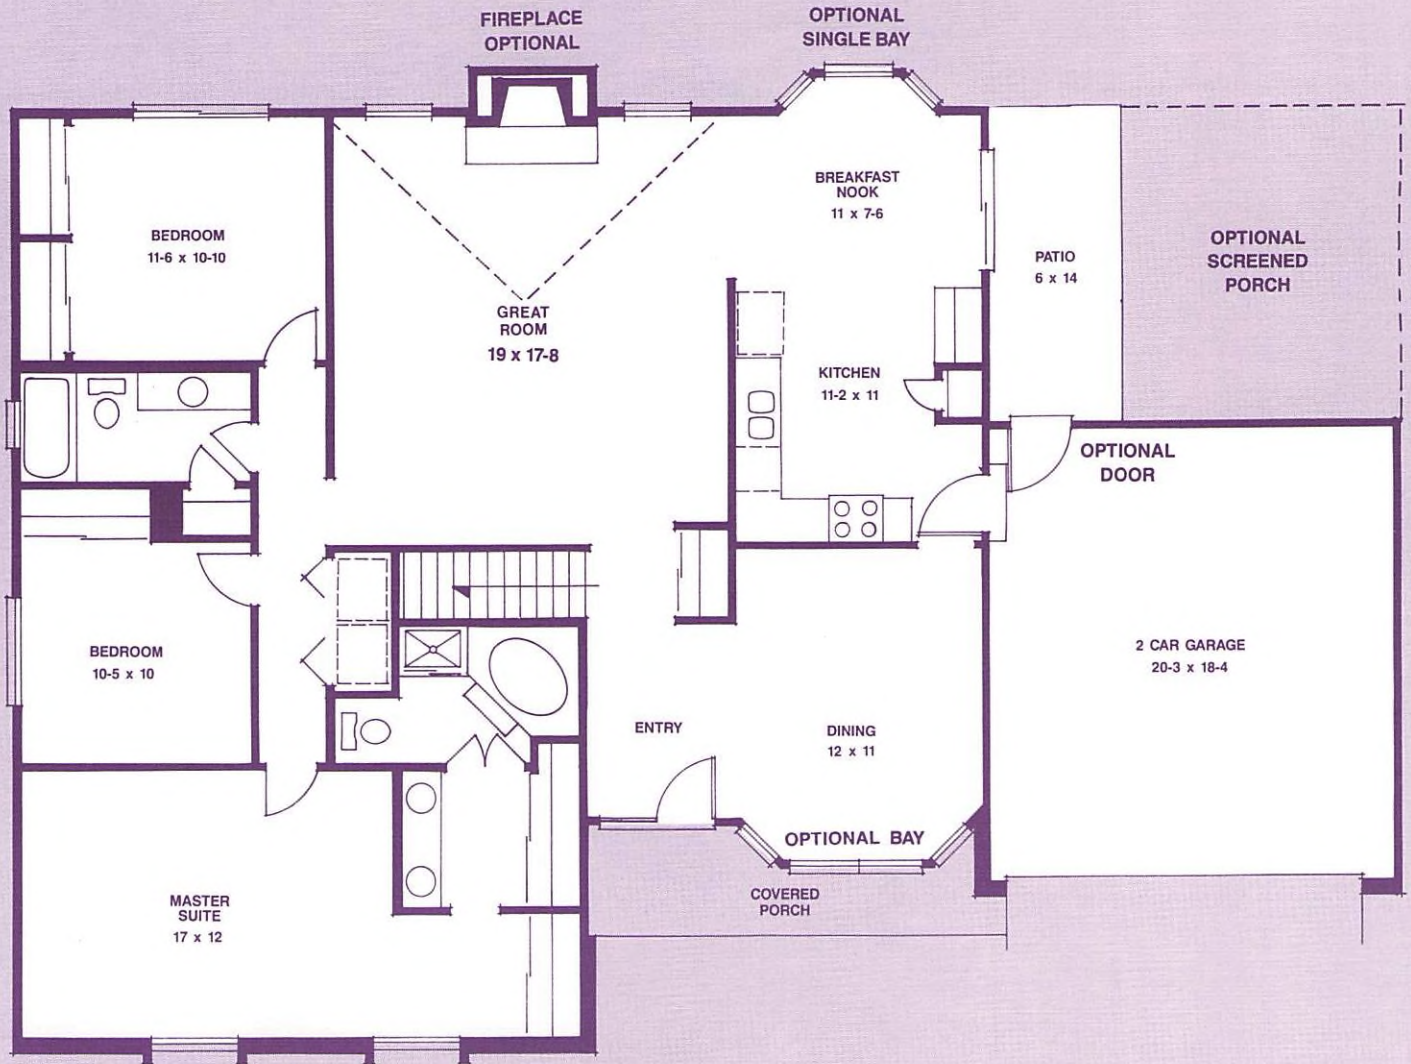 FIREPLACE
OPTIONAL
OPTIONAL
SINGLE BAY
BREAKFAST
NOOK
11 x 7-6
BEDROOM
11-6 x 10-10
PATIO
6 x 14
OPTIONAL
SCREENED
PORCH
GREAT
ROOM
19 x 17-8
KITCHEN
11-2 x 11
OPTIONAL
DOOR
BEDROOM
10-5 x 10
2 CAR GARAGE
20-3 x 18-4
ENTRY
DINING
12 x 11
OPTIONAL BAY
MASTER
SUITE
17 x 12
COVERED
PORCH